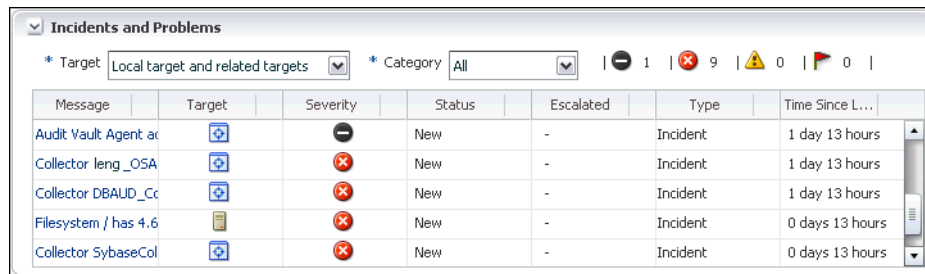 Incidents and Problems
* Target Local target and related targets * Category All | 1 | 9 | 0 | 0 |
Message Target Severity Status Escalated Type Time Since L...
Audit Vault Agent ac New - Incident 1 day 13 hours
Collector leng _OSA New - Incident 1 day 13 hours
Collector DBAUD_Co New - Incident 1 day 13 hours
Filesystem / has 4.6 New - Incident 0 days 13 hours
Collector SybaseCol New - Incident 0 days 13 hours